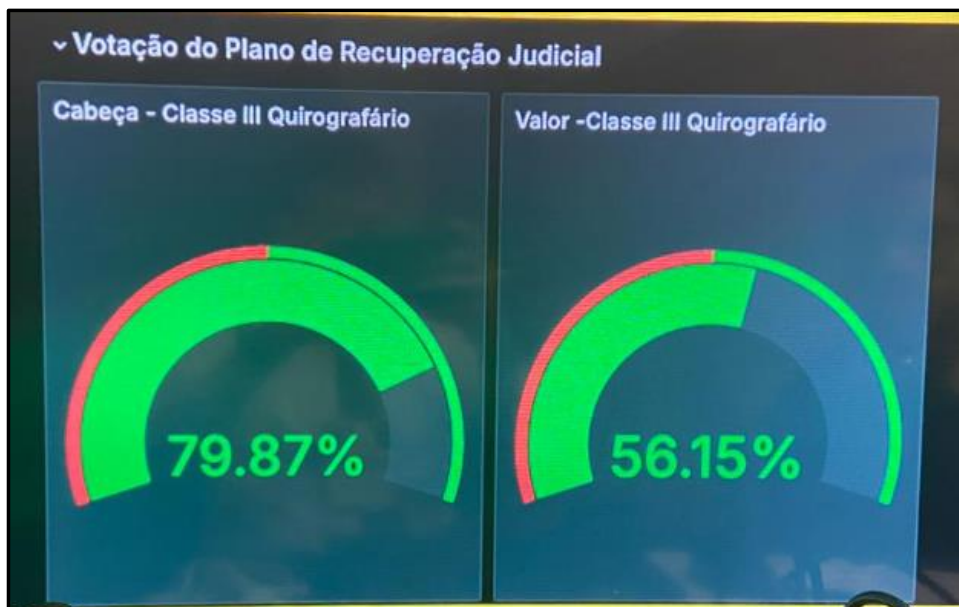 Votação do Plano de Recuperação Judicial
Cabeça - Classe III Quirografário
Valor -Classe III Quirografário
79.87%
56.15%